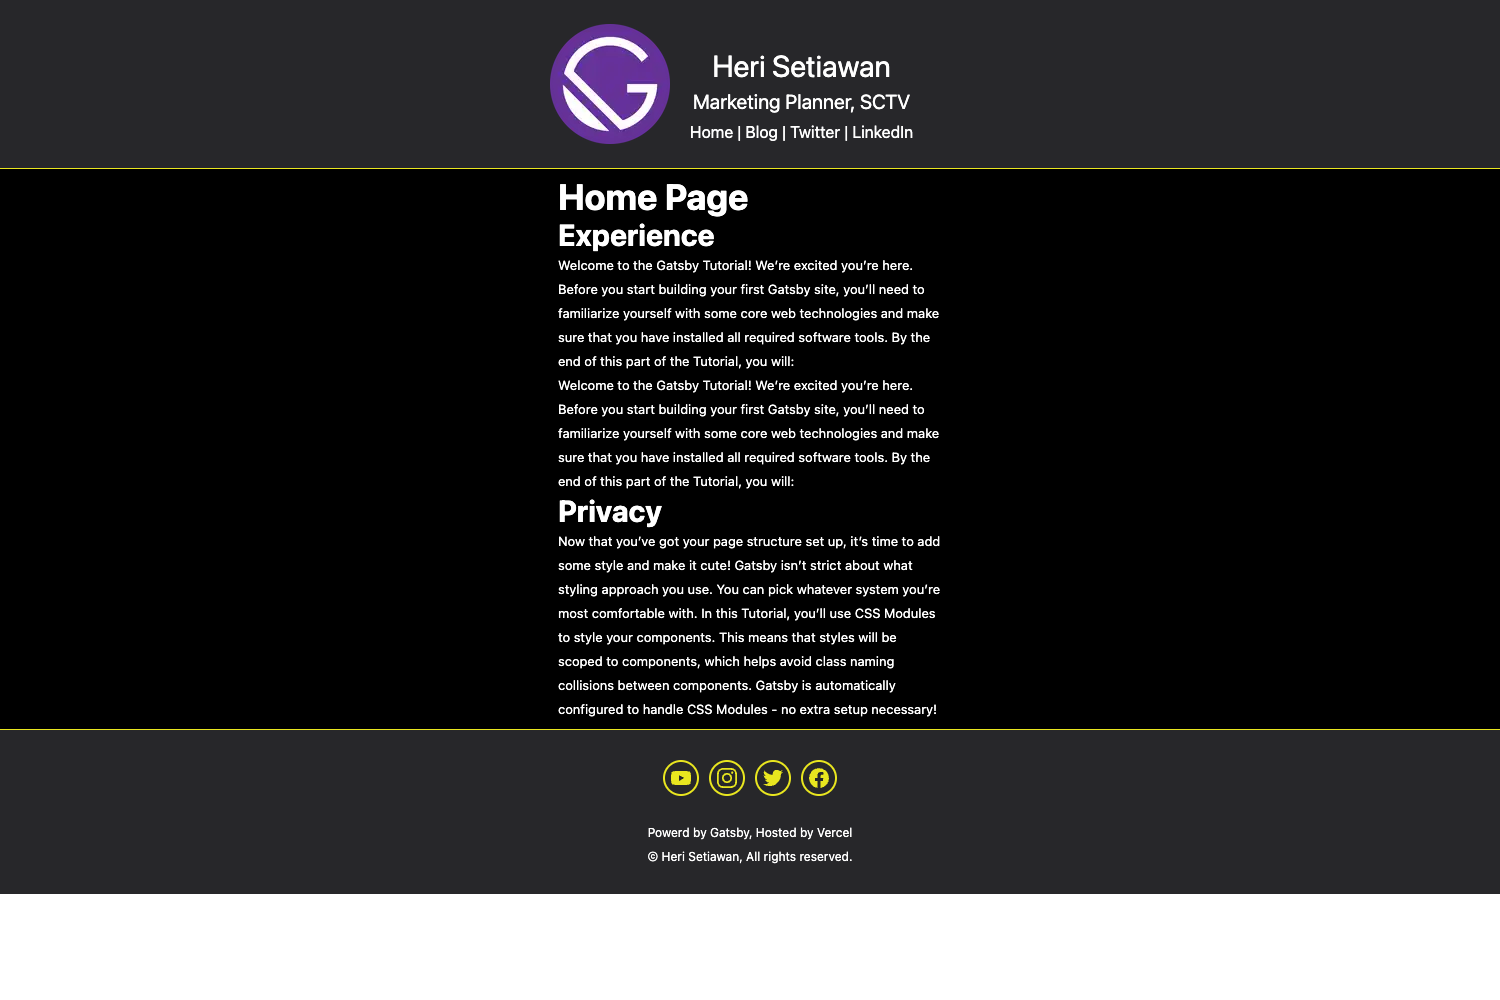 Heri Setiawan
Marketing Planner, SCTV
Home | Blog | Twitter | LinkedIn
Home Page
Experience
Welcome to the Gatsby Tutorial! We’re excited you’re here.
Before you start building your first Gatsby site, you’ll need to
familiarize yourself with some core web technologies and make
sure that you have installed all required software tools. By the
end of this part of the Tutorial, you will:
Welcome to the Gatsby Tutorial! We’re excited you’re here.
Before you start building your first Gatsby site, you’ll need to
familiarize yourself with some core web technologies and make
sure that you have installed all required software tools. By the
end of this part of the Tutorial, you will:
Privacy
Now that you’ve got your page structure set up, it’s time to add
some style and make it cute! Gatsby isn’t strict about what
styling approach you use. You can pick whatever system you’re
most comfortable with. In this Tutorial, you’ll use CSS Modules
to style your components. This means that styles will be
scoped to components, which helps avoid class naming
collisions between components. Gatsby is automatically
configured to handle CSS Modules - no extra setup necessary!
Powerd by Gatsby, Hosted by Vercel
© Heri Setiawan, All rights reserved.